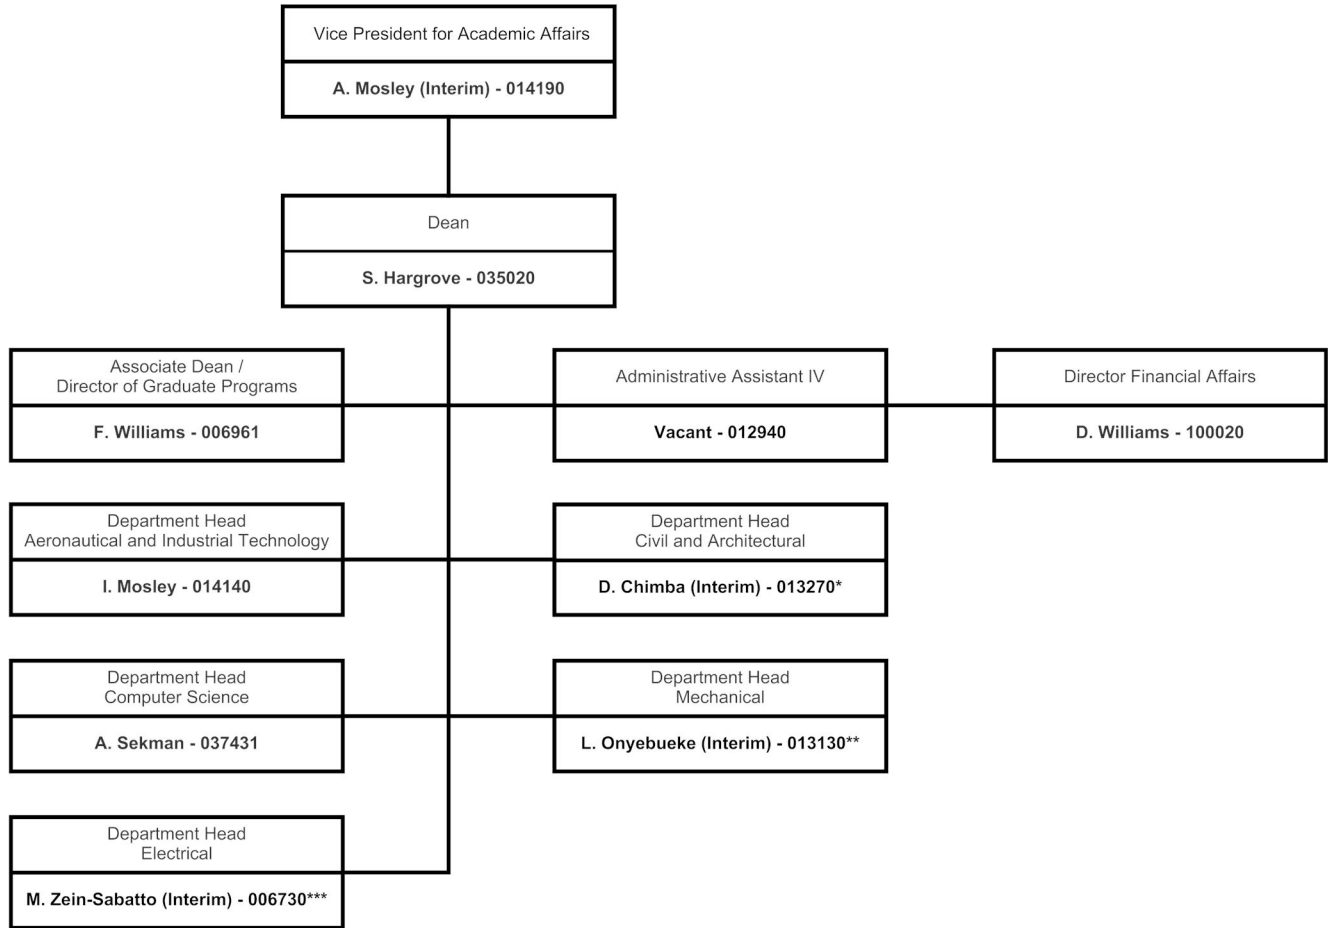 Vice President for Academic Affairs
A. Mosley (Interim) - 014190
Dean
S. Hargrove - 035020
Associate Dean /
Director of Graduate Programs
F. Williams - 006961
Administrative Assistant IV
Vacant - 012940
Director Financial Affairs
D. Williams - 100020
Department Head
Aeronautical and Industrial Technology
I. Mosley - 014140
Department Head
Civil and Architectural
D. Chimba (Interim) - 013270*
Department Head
Computer Science
A. Sekman - 037431
Department Head
Mechanical
L. Onyebueke (Interim) - 013130**
Department Head
Electrical
M. Zein-Sabatto (Interim) - 006730***